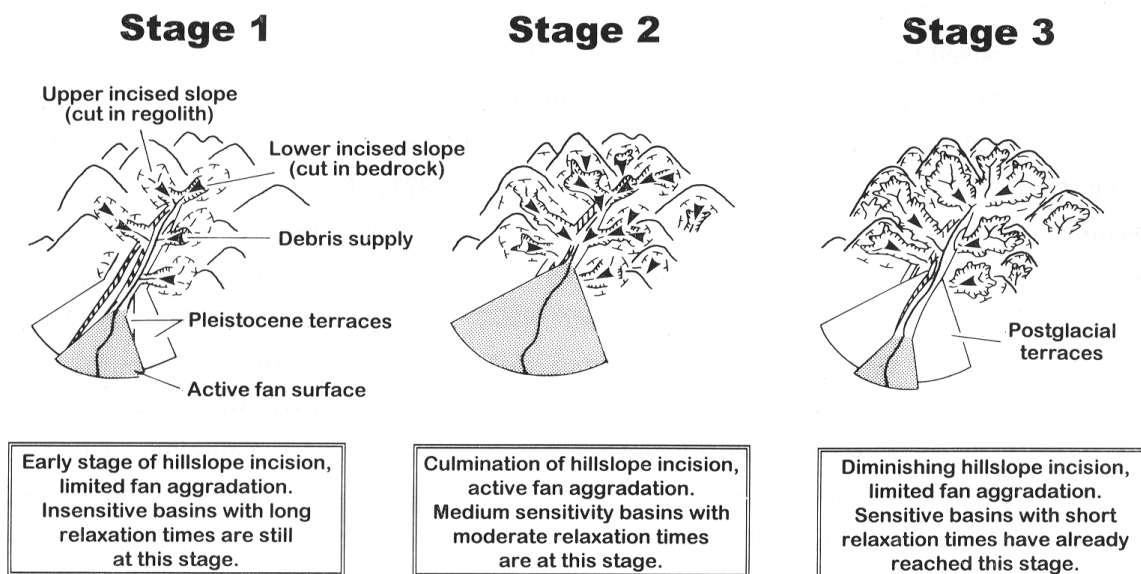 Stage 1
Stage 2
Stage 3
Upper incised slope
(cut in regolith)
Lower incised slope
(cut in bedrock)
Debris supply
Pleistocene terraces
Active fan surface
Postglacial
terraces
Early stage of hillslope incision,
limited fan aggradation.
Insensitive basins with long
relaxation times are still
at this stage.
Culmination of hillslope incision,
active fan aggradation.
Medium sensitivity basins with
moderate relaxation times
are at this stage.
Diminishing hillslope incision,
limited fan aggradation.
Sensitive basins with short
relaxation times have already
reached this stage.